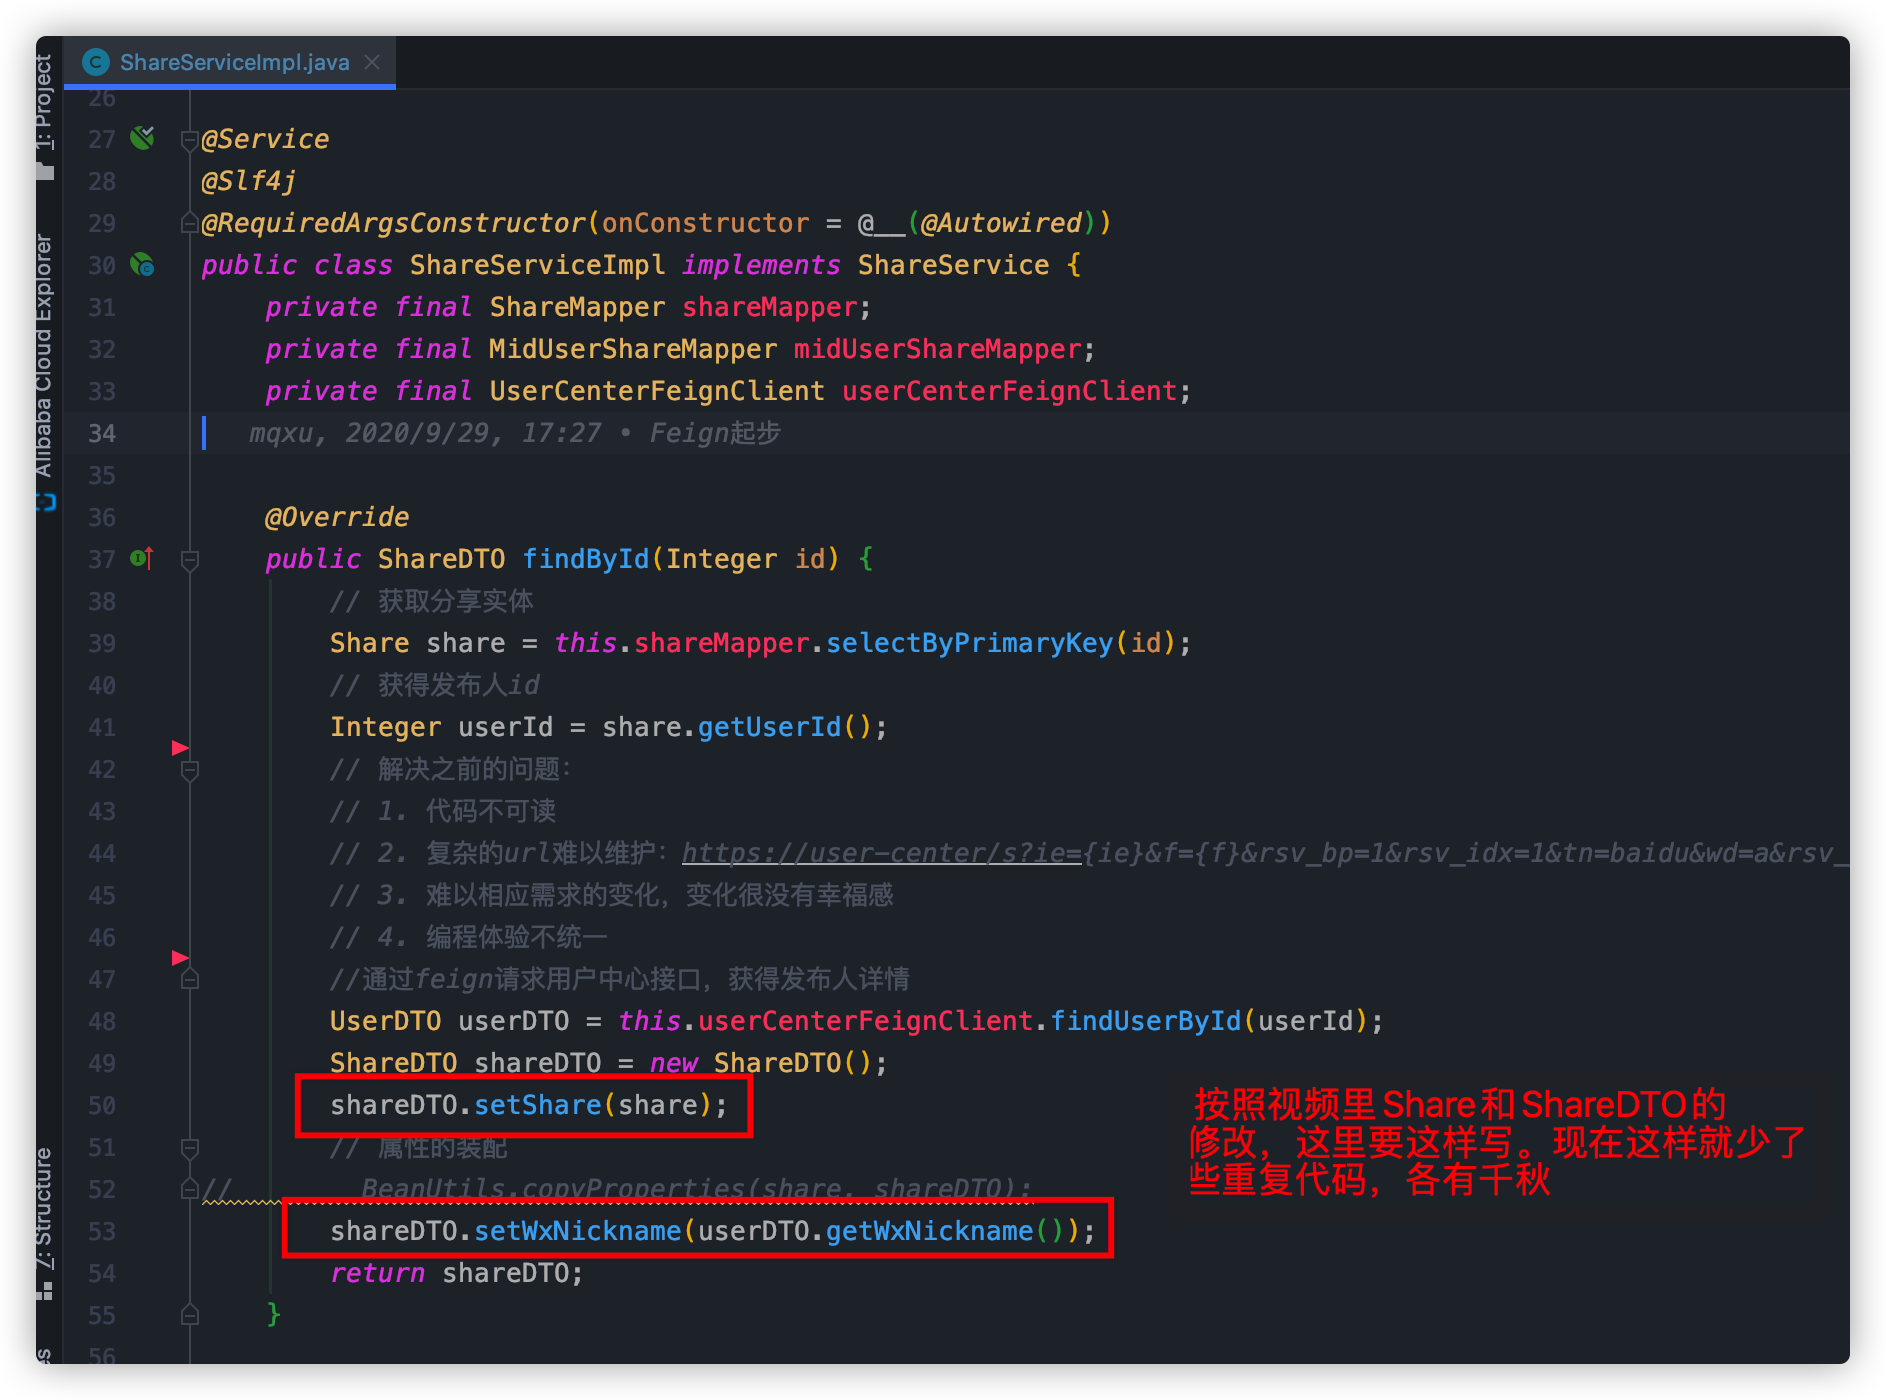 ShareServiceImpl.java
1: Project
Alibaba Cloud Explorer
7: Structure
26
27 @Service
28 @Slf4j
29 @RequiredArgsConstructor(onConstructor = @__(@Autowired))
30 public class ShareServiceImpl implements ShareService {
31 private final ShareMapper shareMapper;
32 private final MidUserShareMapper midUserShareMapper;
33 private final UserCenterFeignClient userCenterFeignClient;
34 mqxu, 2020/9/29, 17:27 • Feign起步
35
36 @Override
37 public ShareDTO findById(Integer id) {
38 // 获取分享实体
39 Share share = this.shareMapper.selectByPrimaryKey(id);
40 // 获得发布人id
41 Integer userId = share.getUserId();
42 // 解决之前的问题：
43 // 1. 代码不可读
44 // 2. 复杂的url难以维护：https://user-center/s?ie={ie}&f={f}&rsv_bp=1&rsv_idx=1&tn=baidu&wd=a&rsv_
45 // 3. 难以相应需求的变化，变化很没有幸福感
46 // 4. 编程体验不统一
47 //通过feign请求用户中心接口，获得发布人详情
48 UserDTO userDTO = this.userCenterFeignClient.findUserById(userId);
49 ShareDTO shareDTO = new ShareDTO();
50 shareDTO.setShare(share);
51 // 属性的装配
52 // BeanUtils.copyProperties(share, shareDTO);
53 shareDTO.setWxNickname(userDTO.getWxNickname());
54 return shareDTO;
55 }
56
按照视频里Share和ShareDTO的
修改，这里要这样写。现在这样就少了
些重复代码，各有千秋